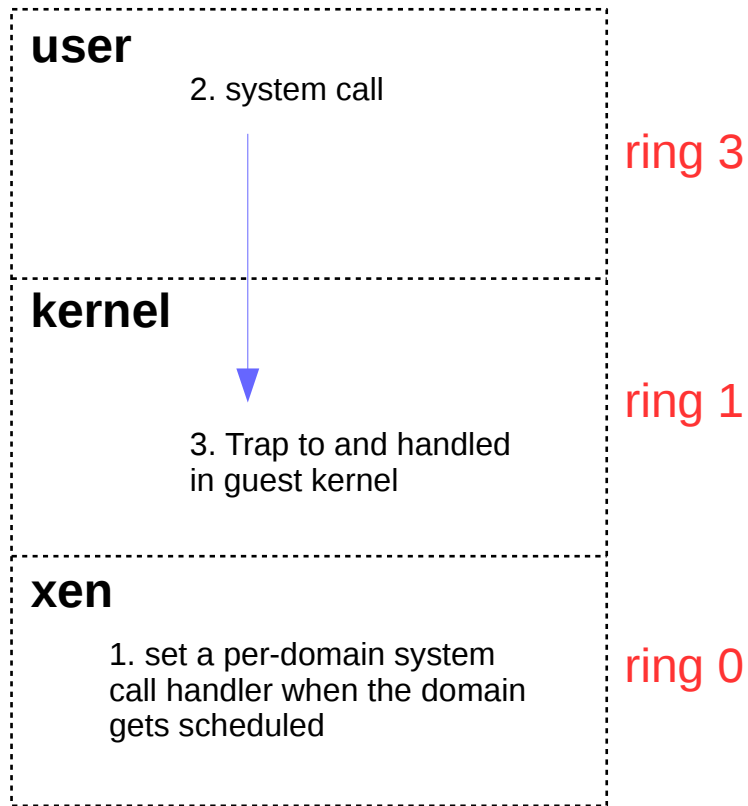 user
2. system call
ring 3
kernel
ring 1
3. Trap to and handled
in guest kernel
xen
1. set a per-domain system
call handler when the domain
gets scheduled
ring 0